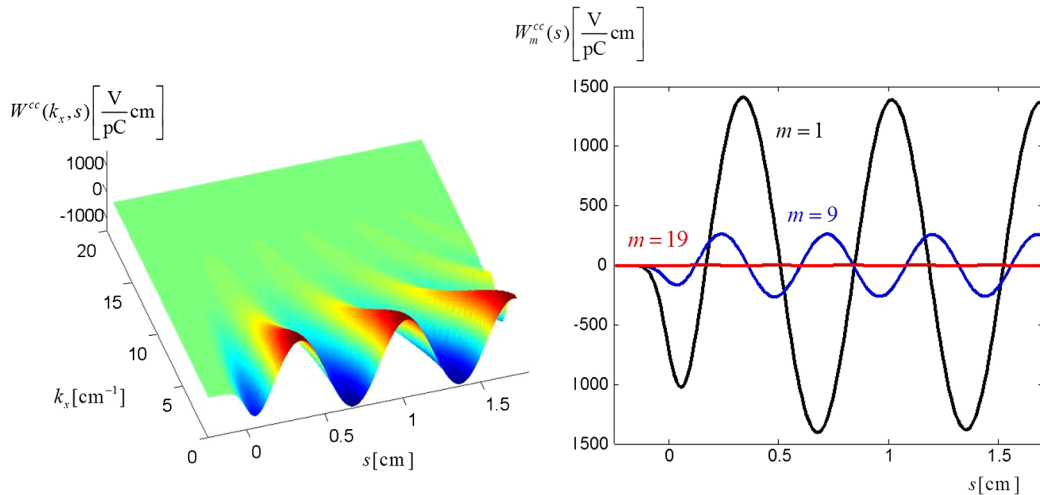 W^{cc}(k_x, s) [V/pC cm]
1000
0
-1000
20
15
10
5
0
k_x[cm^{-1}]
0
0.5
1
1.5
s[cm]
W_m^{cc}(s) [V/pC cm]
1500
1000
500
0
-500
1000
1500
m = 1
m = 9
m = 19
0
0.5
1
1.5
s[cm]